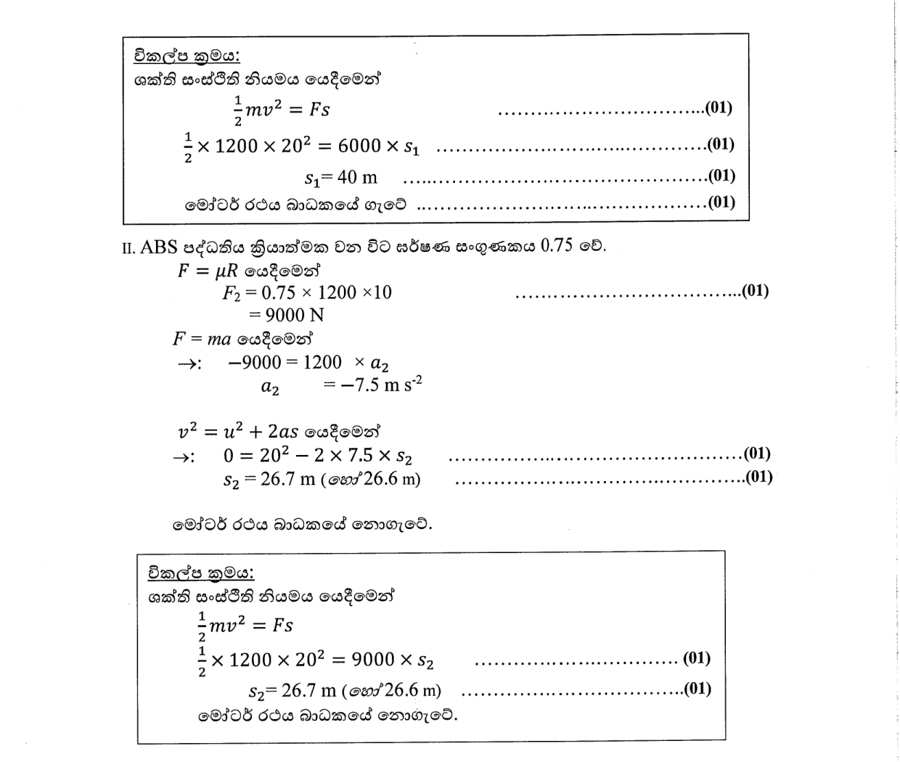 විකල්ප ක්‍රමය:
ශක්ති සංස්ථිති නියමය යෙදීමෙන්
½mv² = Fs ……………………………..(01)
½ × 1200 × 20² = 6000 × s₁ …………………………………………(01)
s₁= 40 m ……………………………………………(01)
මෝටර් රථය බාධකයේ ගැටේ …………………………………………(01)
II. ABS පද්ධතිය ක්‍රියාත්මක වන විට ඝර්ෂණ සංගුණකය 0.75 වේ.
F = μR යෙදීමෙන්
F₂ = 0.75 × 1200 ×10 ………………………………...(01)
= 9000 N
F = ma යෙදීමෙන්
→: −9000 = 1200 × a₂
a₂ = −7.5 m s⁻²
v² = u² + 2as යෙදීමෙන්
→: 0 = 20² − 2 × 7.5 × s₂ ……………………………………………(01)
s₂ = 26.7 m (හෝ 26.6 m) ……………………………………………(01)
මෝටර් රථය බාධකයේ නොගැටේ.
විකල්ප ක්‍රමය:
ශක්ති සංස්ථිති නියමය යෙදීමෙන්
½mv² = Fs
½ × 1200 × 20² = 9000 × s₂ ……………………………. (01)
s₂= 26.7 m (හෝ 26.6 m) ………………………………..(01)
මෝටර් රථය බාධකයේ නොගැටේ.